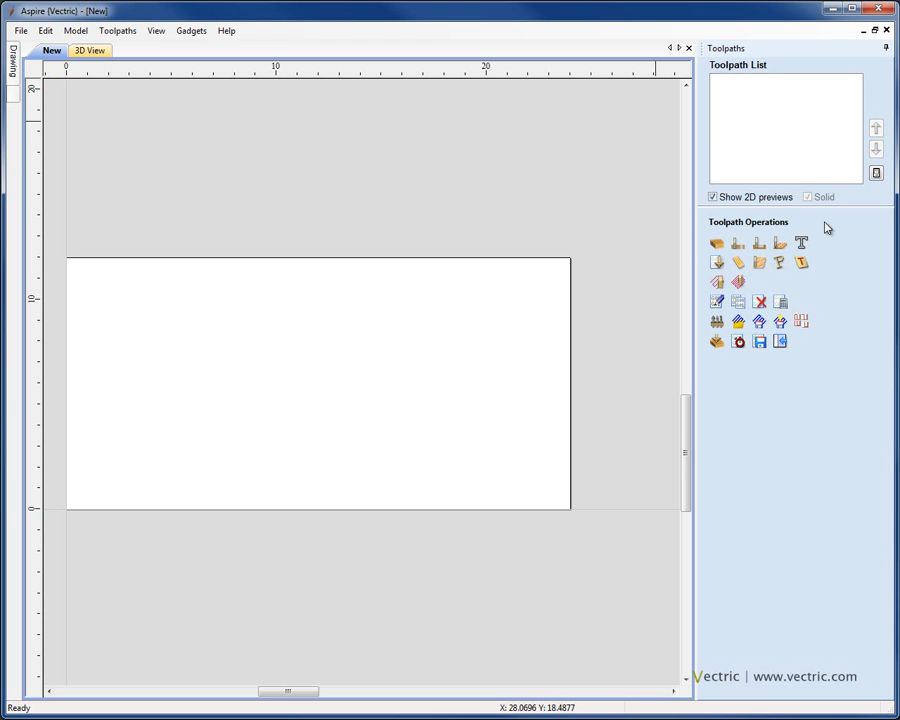 Aspire {Vectric} - [New]
File Edit Model Toolpaths View Gadgets Help
Drawing
New 3D View
0 10 20
20
10
0
Toolpaths
Toolpath List
Show 2D previews Solid
Toolpath Operations
Vectric | www.vectric.com
Ready X: 28.0696 Y: 18.4877